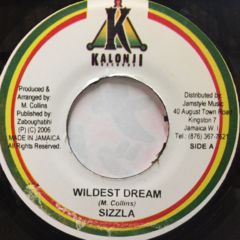 K
KALONJI
Produced &
Arranged by:
M. Collins
Published by:
Zaboughabhi
(P) (C) 2006
MADE IN JAMAICA
All Rights
Reserved.
Distributed by:
Jamstyle Music
40 August Town Road
Kingston 7
Jamaica W. I.
SIDE A
WILDEST DREAM
(M. Collins)
SIZZLA